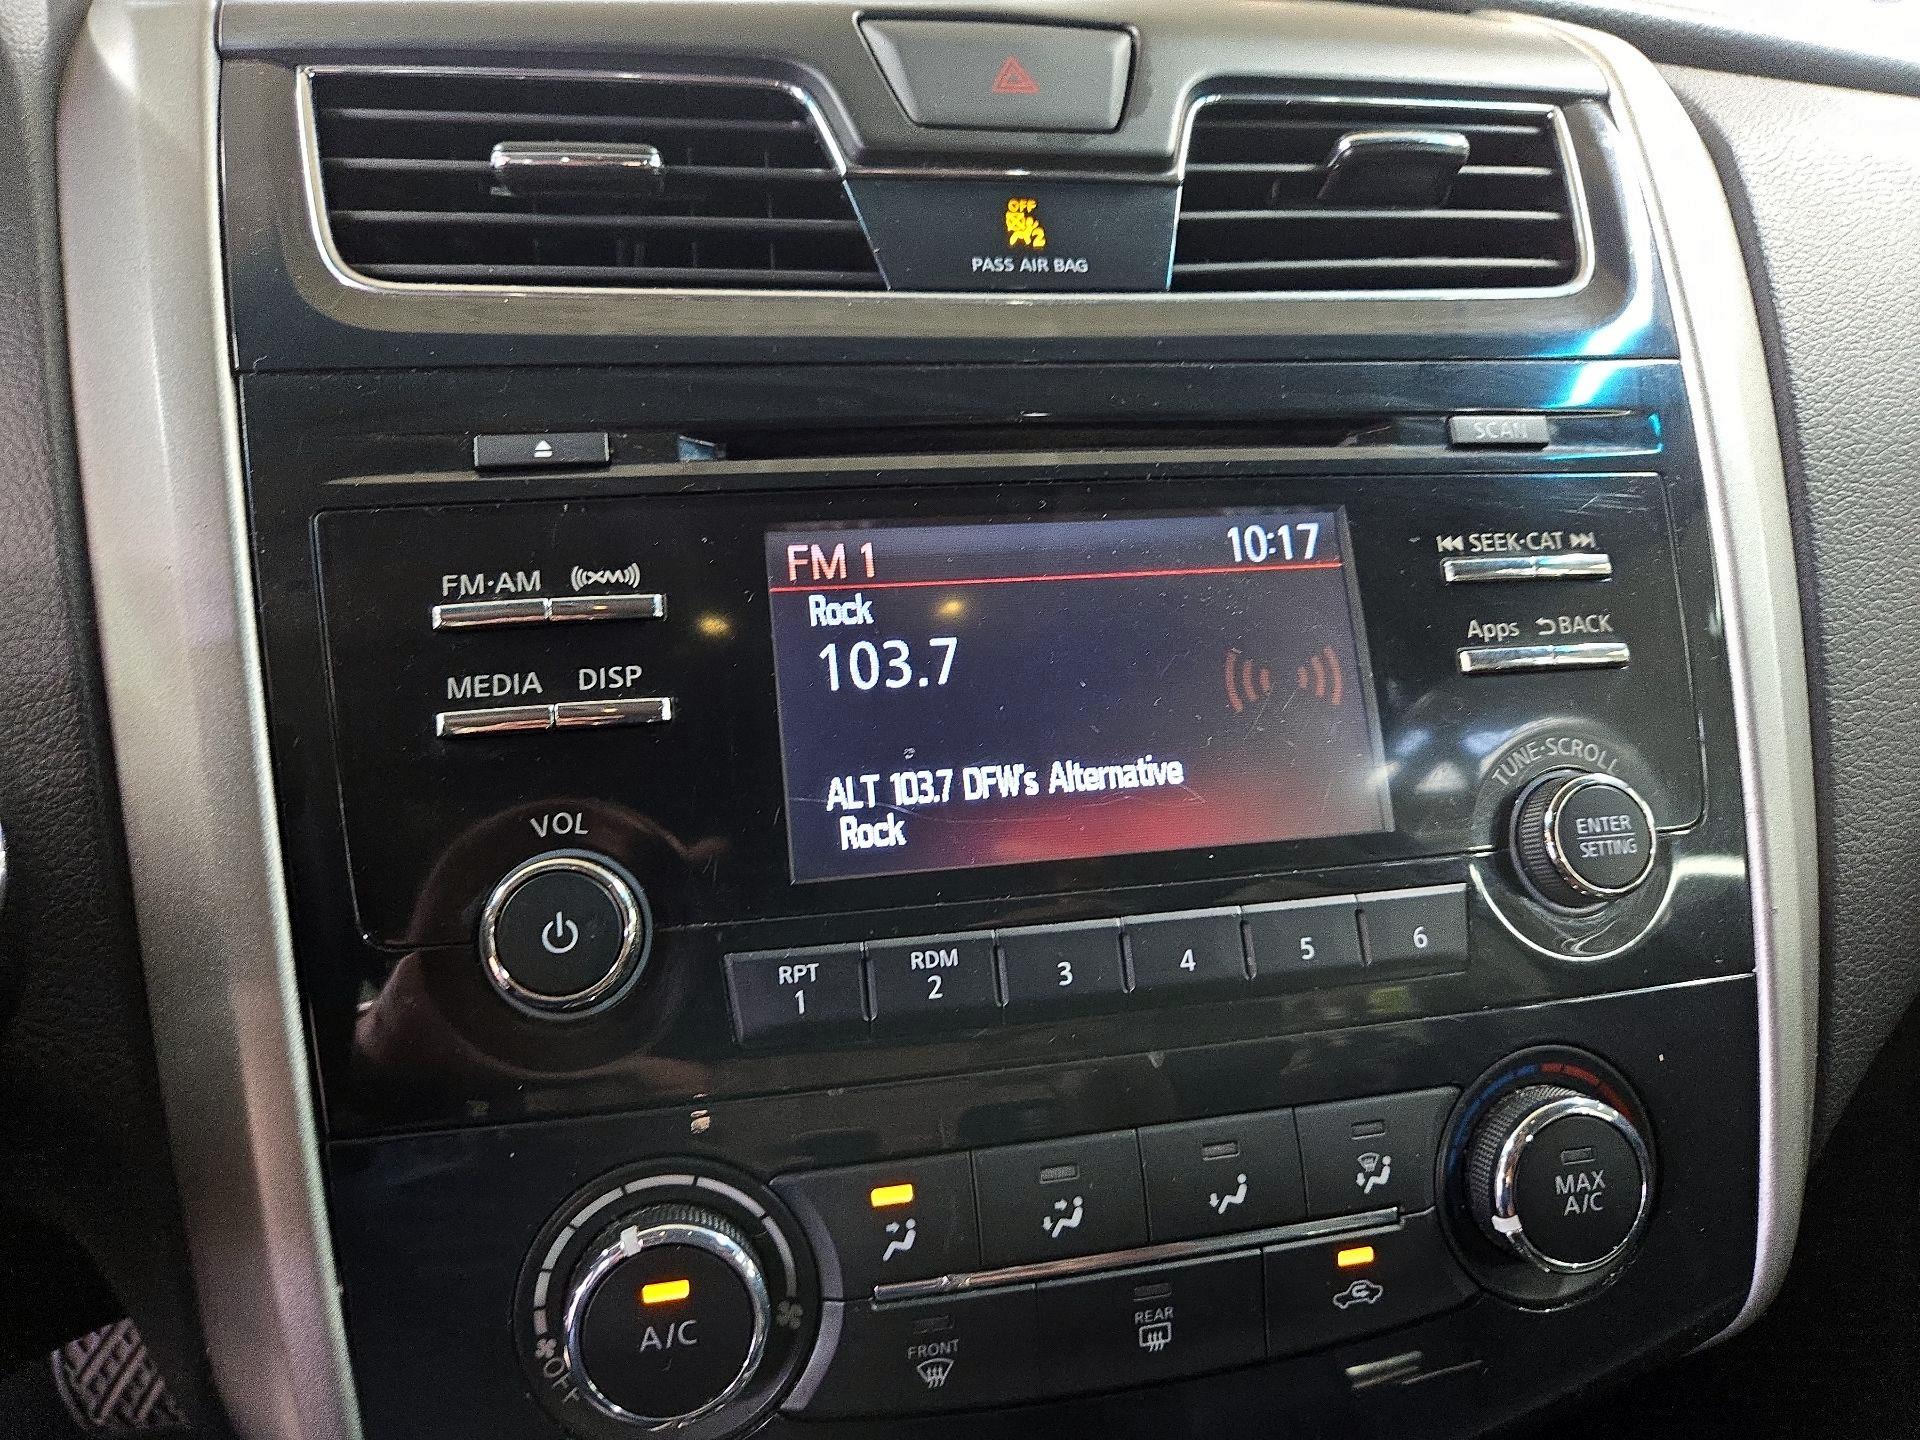 OFF
2
PASS AIR BAG
SCAN
FM 1 10:17
Rock
103.7
ALT 103.7 DFW's Alternative
Rock
FM·AM XM
MEDIA DISP
VOL
SEEK·CAT
Apps BACK
TUNE·SCROLL
ENTER
SETTING
RPT
1
RDM
2
3
4
5
6
A/C
OFF
FRONT
REAR
MAX
A/C